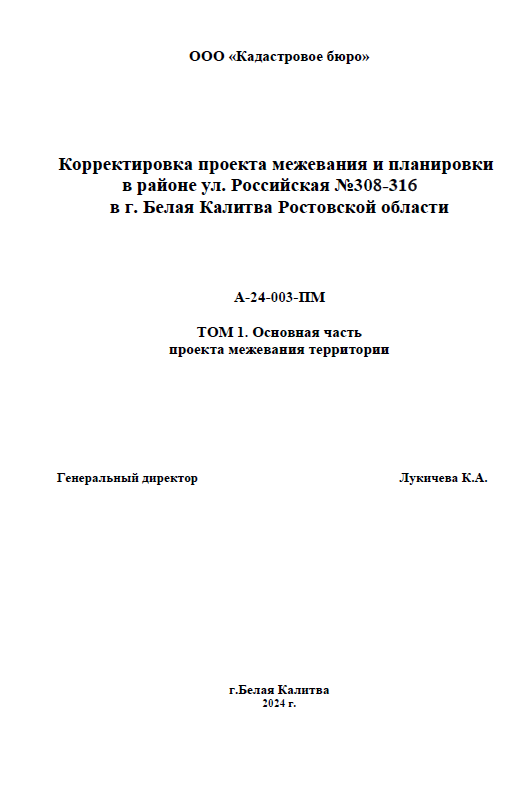 ООО «Кадастровое бюро»
Корректировка проекта межевания и планировки
в районе ул. Российская №308-316
в г. Белая Калитва Ростовской области
А-24-003-ПМ
ТОМ 1. Основная часть
проекта межевания территории
Генеральный директор Лукичева К.А.
г.Белая Калитва
2024 г.